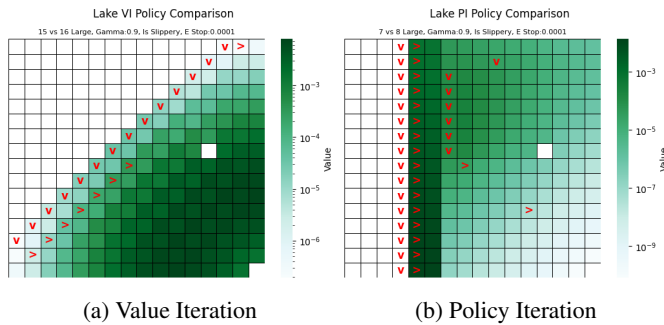 Lake VI Policy Comparison
15 vs 16 Large, Gamma:0.9, Is Slippery, E Stop:0.0001
v >
v
v
v
v
v
v
v
v >
v >
v >
v >
v >
v >
>
10⁻³
10⁻⁴
10⁻⁵
10⁻⁶
Value
(a) Value Iteration
Lake PI Policy Comparison
7 vs 8 Large, Gamma:0.9, Is Slippery, E Stop:0.0001
v >
v > v
v > v
v > v
v > v
v > v
v > v
v > v
v > >
v >
v >
v > >
v >
v >
v >
v >
10⁻³
10⁻⁵
10⁻⁷
10⁻⁹
Value
(b) Policy Iteration